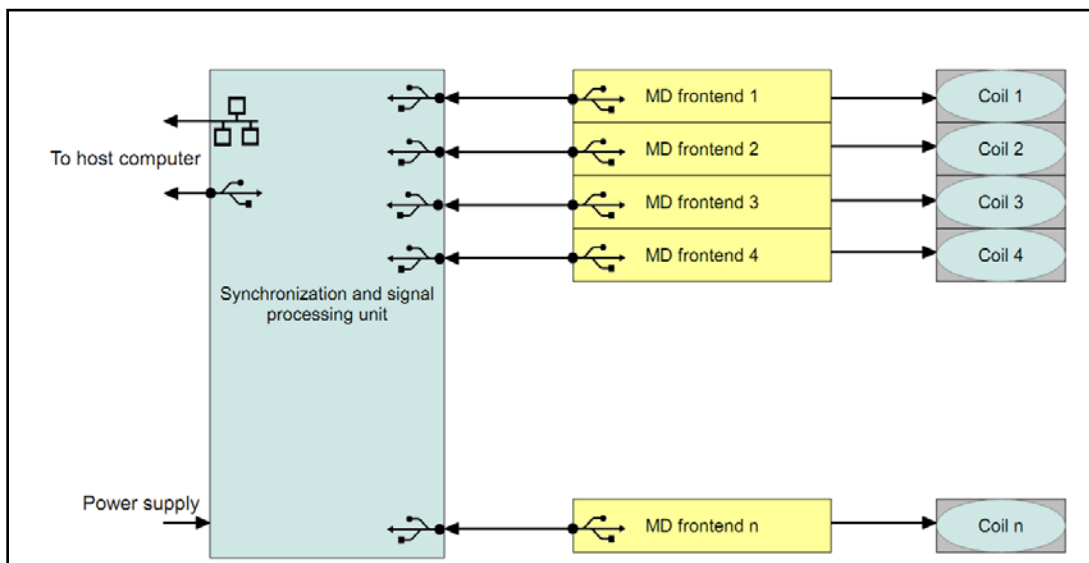 To host computer
Synchronization and signal
processing unit
Power supply
MD frontend 1
MD frontend 2
MD frontend 3
MD frontend 4
MD frontend n
Coil 1
Coil 2
Coil 3
Coil 4
Coil n